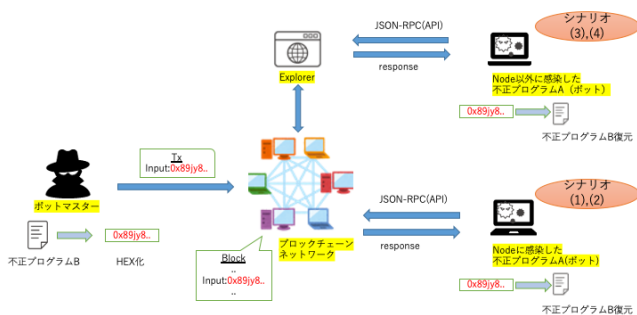 JSON-RPC(API)
response
Explorer
シナリオ
(3),(4)
Node以外に感染した
不正プログラムA（ボット）
0x89jy8..
不正プログラムB復元
Tx
Input:0x89jy8..
ボットマスター
0x89jy8..
不正プログラムB
HEX化
ブロックチェーン
ネットワーク
Block
..
Input:0x89jy8..
..
JSON-RPC(API)
response
シナリオ
(1),(2)
Nodeに感染した
不正プログラムA(ボット)
0x89jy8..
不正プログラムB復元